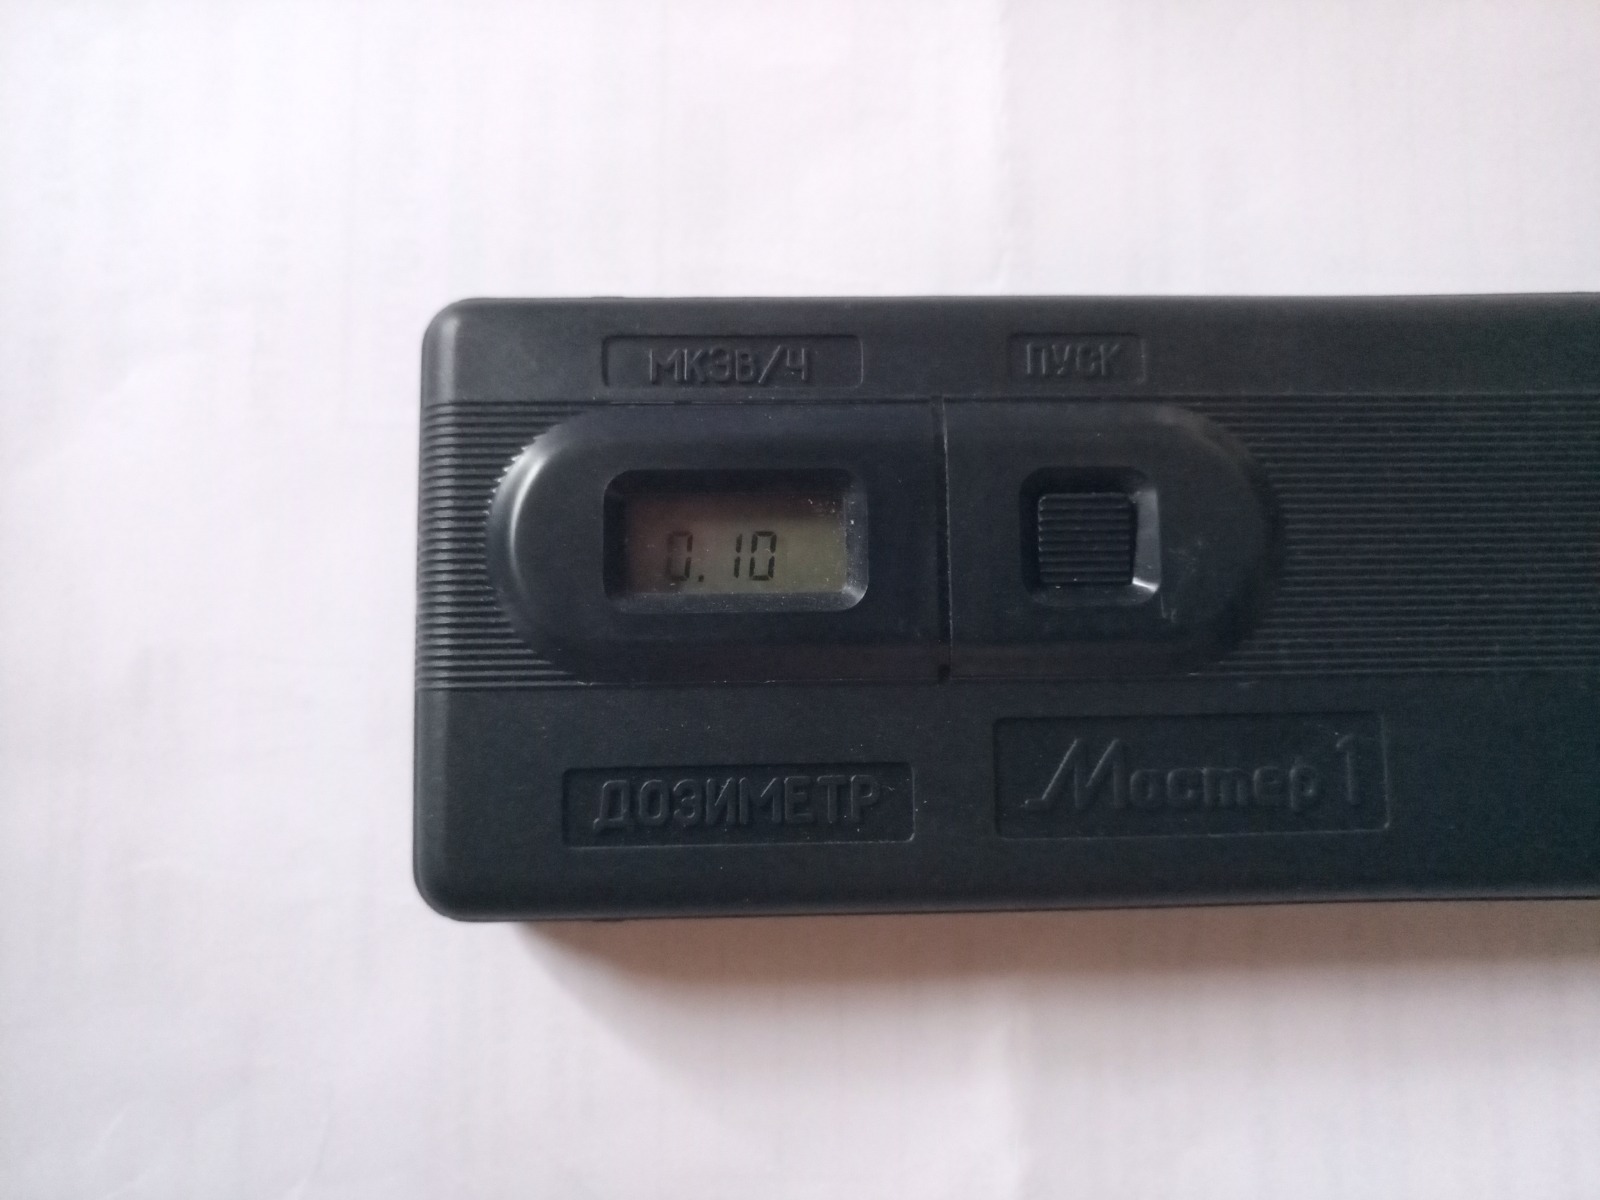 МКЗВ/Ч
ПУСК
0.10
ДОЗИМЕТР
Мастер 1